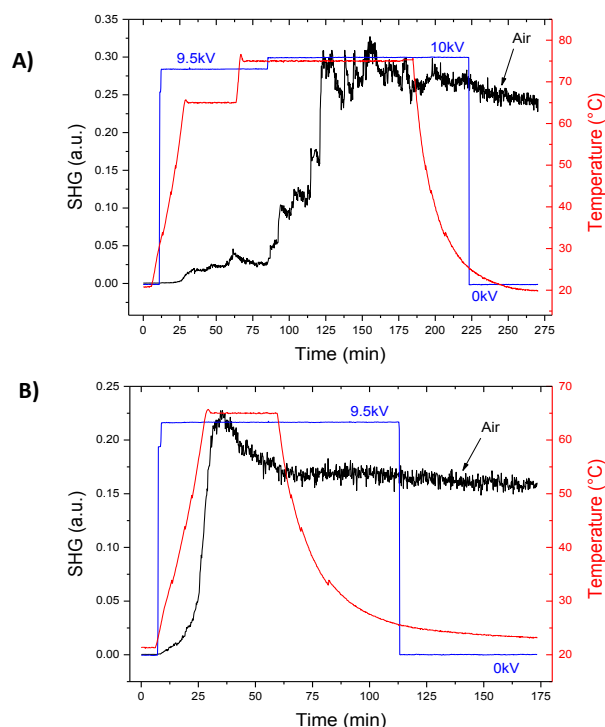 A)
SHG (a.u.)
0.35
0.30
0.25
0.20
0.15
0.10
0.05
0.00
9.5kV
10kV
Air
0kV
80
70
60
50
40
30
20
Temperature (°C)
0 25 50 75 100 125 150 175 200 225 250 275
Time (min)
B)
SHG (a.u.)
0.25
0.20
0.15
0.10
0.05
0.00
9.5kV
Air
0kV
70
60
50
40
30
20
Temperature (°C)
0 25 50 75 100 125 150 175
Time (min)